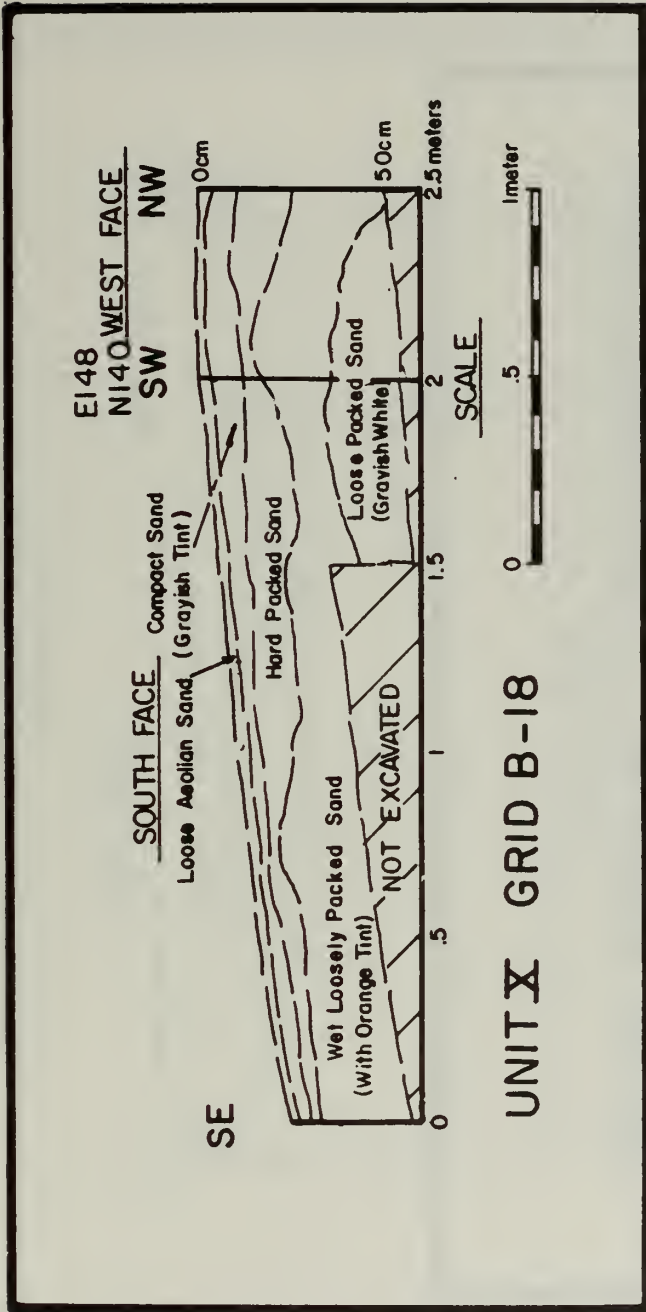 E148
N140 WEST FACE
SW NW
SOUTH FACE
Compact Sand
(Grayish Tint)
Loose Aeolian Sand
SE
0cm
50cm
Hard Packed Sand
Loose Packed Sand
(Grayish White)
Wet Loosely Packed Sand
(With Orange Tint)
NOT EXCAVATED
0 .5 1 1.5 2 2.5 meters
SCALE
0 .5 1meter
UNIT X GRID B-18